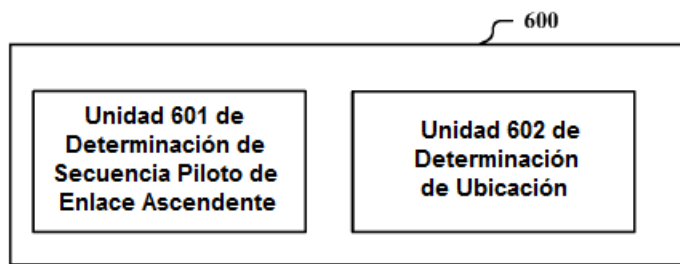 600
Unidad 601 de
Determinación de
Secuencia Piloto de
Enlace Ascendente
Unidad 602 de
Determinación
de Ubicación